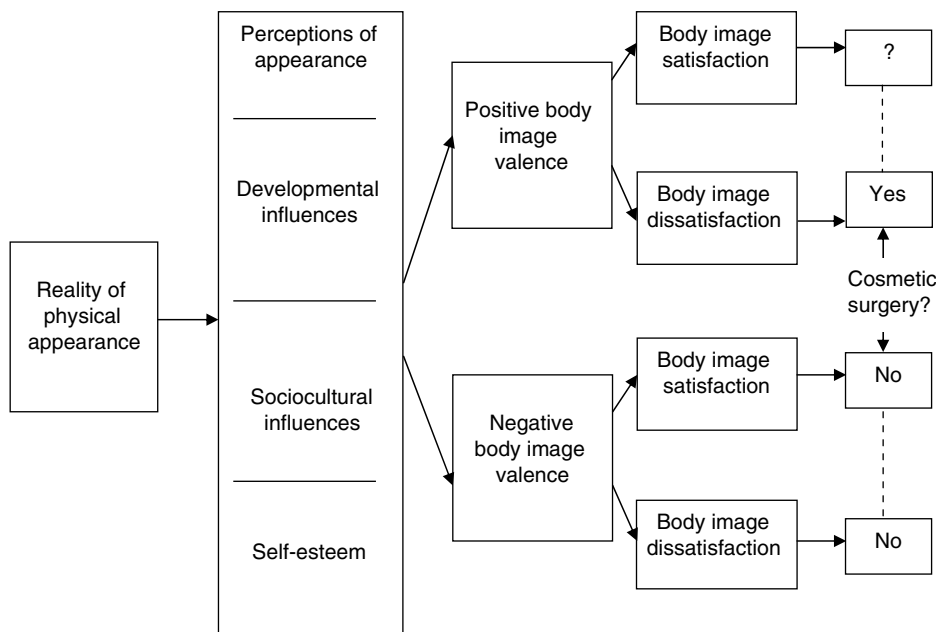 Reality of
physical
appearance
Perceptions of
appearance
Developmental
influences
Sociocultural
influences
Self-esteem
Positive body
image
valence
Negative
body image
valence
Body image
satisfaction
Body image
dissatisfaction
Body image
satisfaction
Body image
dissatisfaction
?
Yes
Cosmetic
surgery?
No
No